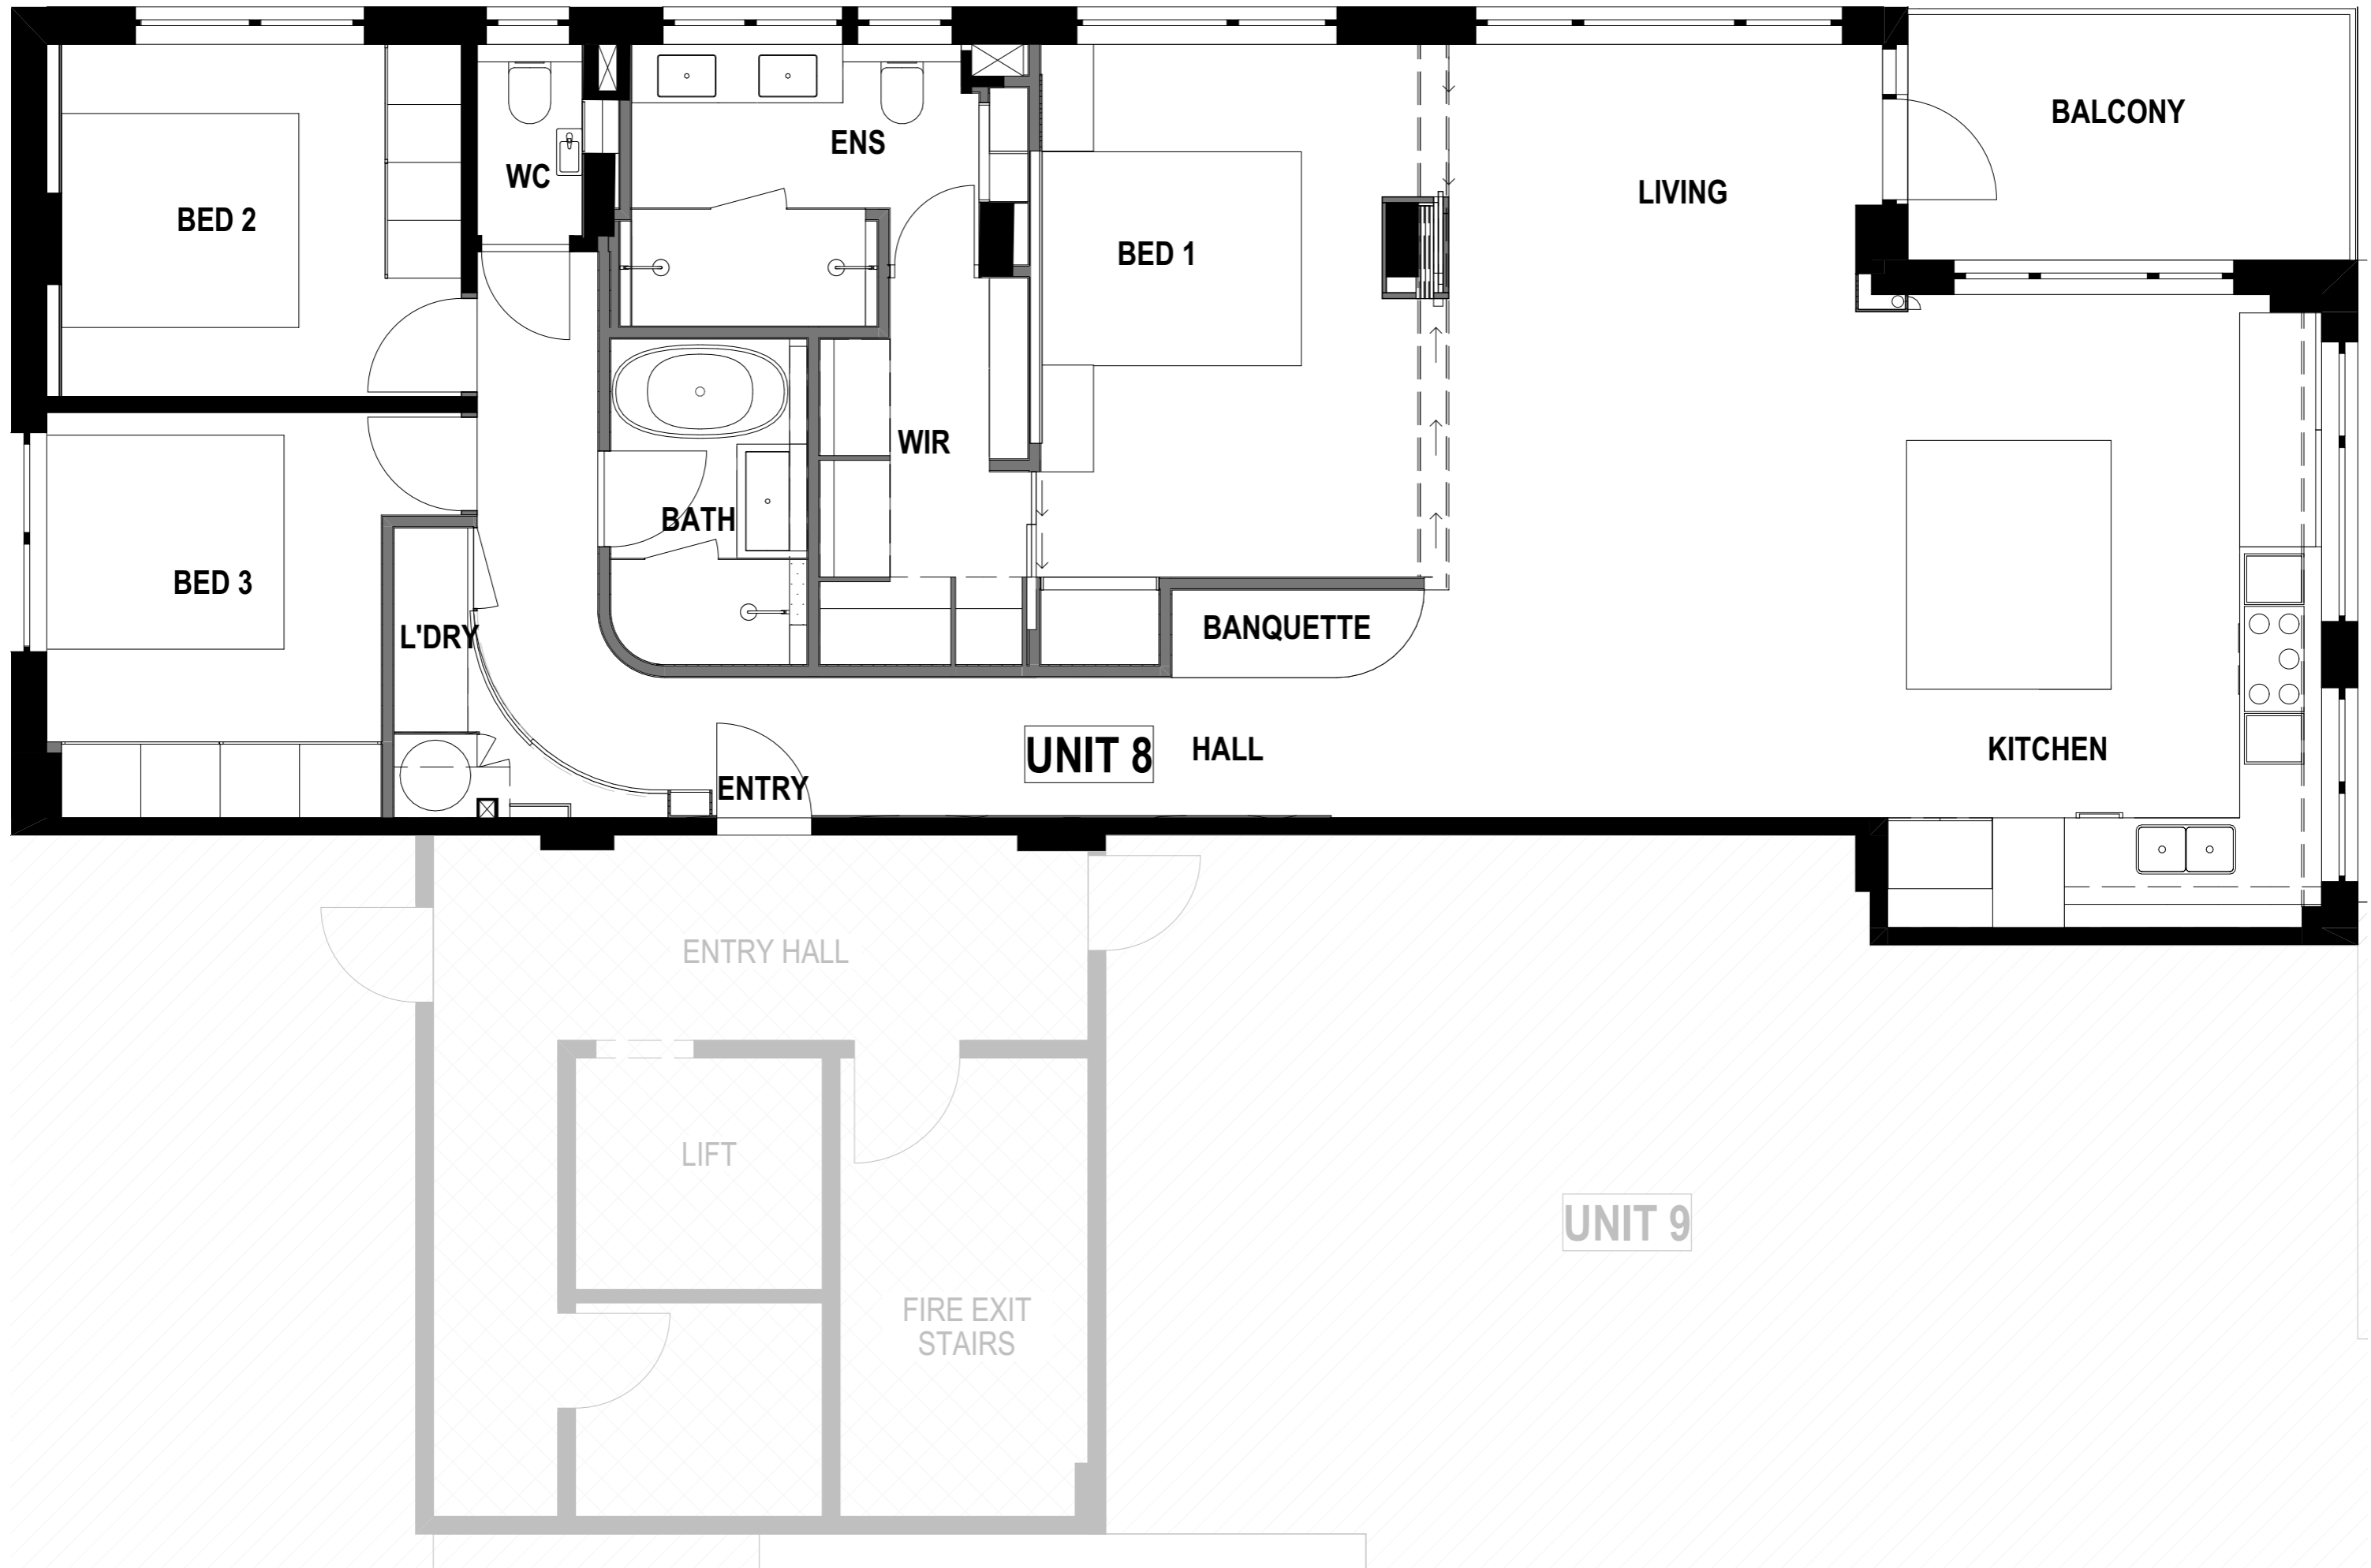 BALCONY
ENS
WC
LIVING
BED 2
BED 1
WIR
BATH
BED 3
L'DRY
BANQUETTE
UNIT 8
HALL
KITCHEN
ENTRY
ENTRY HALL
LIFT
UNIT 9
FIRE EXIT
STAIRS